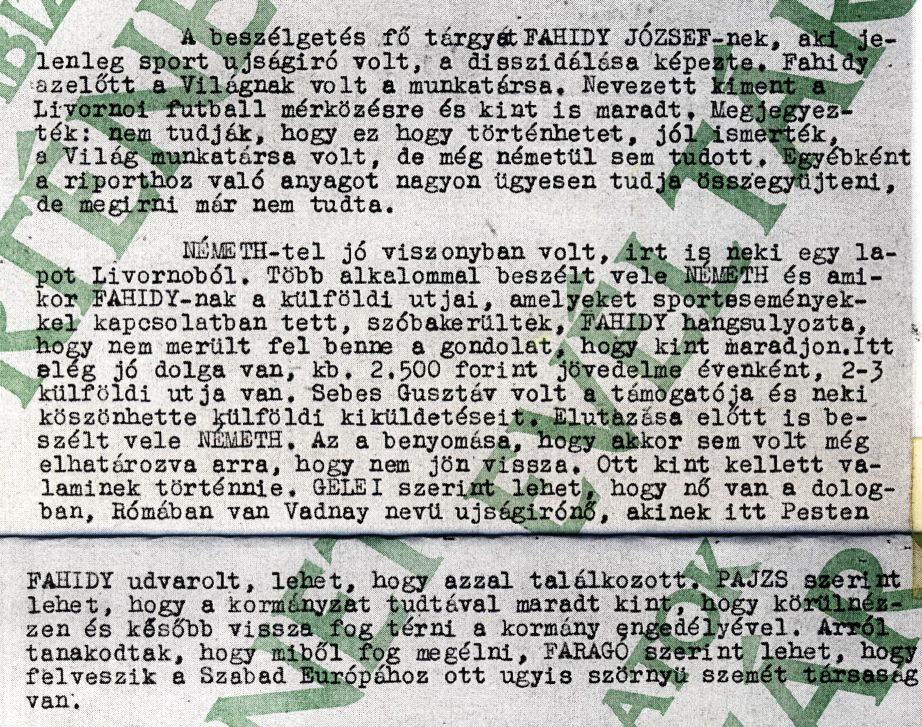 A beszélgetés fő tárgyát FAHIDY JÓZSEF-nek, aki je-
lenleg sport ujságiró volt, a disszidálása képezte. Fahidy
azelőtt a Világnak volt a munkatársa. Nevezett kiment a
Livornoi futball mérkőzésre és kint is maradt. Megjegyez-
ték: nem tudják, hogy ez hogy történhetet, jól ismerték,
a Világ munkatársa volt, de még németül sem tudott. Egyébként
a riporthoz való anyagot nagyon ügyesen tudja összegyüjteni,
de megirni már nem tudta.
NÉMETH-tel jó viszonyban volt, irt is neki egy la-
pot Livornoból. Több alkalommal beszélt vele NÉMETH és ami-
kor FAHIDY-nak a külföldi utjai, amelyeket sportesemények-
kel kapcsolatban tett, szóbakerültek, FAHIDY hangsulyozta,
hogy nem merült fel benne a gondolat, hogy kint maradjon.Itt
elég jó dolga van, kb. 2.500 forint jövedelme évenként, 2-3
külföldi utja van. Sebes Gusztáv volt a támogatója és neki
köszönhette külföldi kiküldetéseit. Elutazása előtt is be-
szélt vele NÉMETH. Az a benyomása, hogy akkor sem volt még
elhatározva arra, hogy nem jön vissza. Ott kint kellett va-
laminek történnie. GELEI szerint lehet, hogy nő van a dolog-
ban, Rómában van Vadnay nevü ujságirónő, akinek itt Pesten
FAHIDY udvarolt, lehet, hogy azzal találkozott. PAJZS szerint
lehet, hogy a kormányzat tudtával maradt kint, hogy körülnéz-
zen és később vissza fog térni a kormány engedélyével. Arról
tanakodtak, hogy miből fog megélni, FARAGÓ szerint lehet, hogy
felveszik a Szabad Európához ott ugyis szörnyü szemét társaság
van.